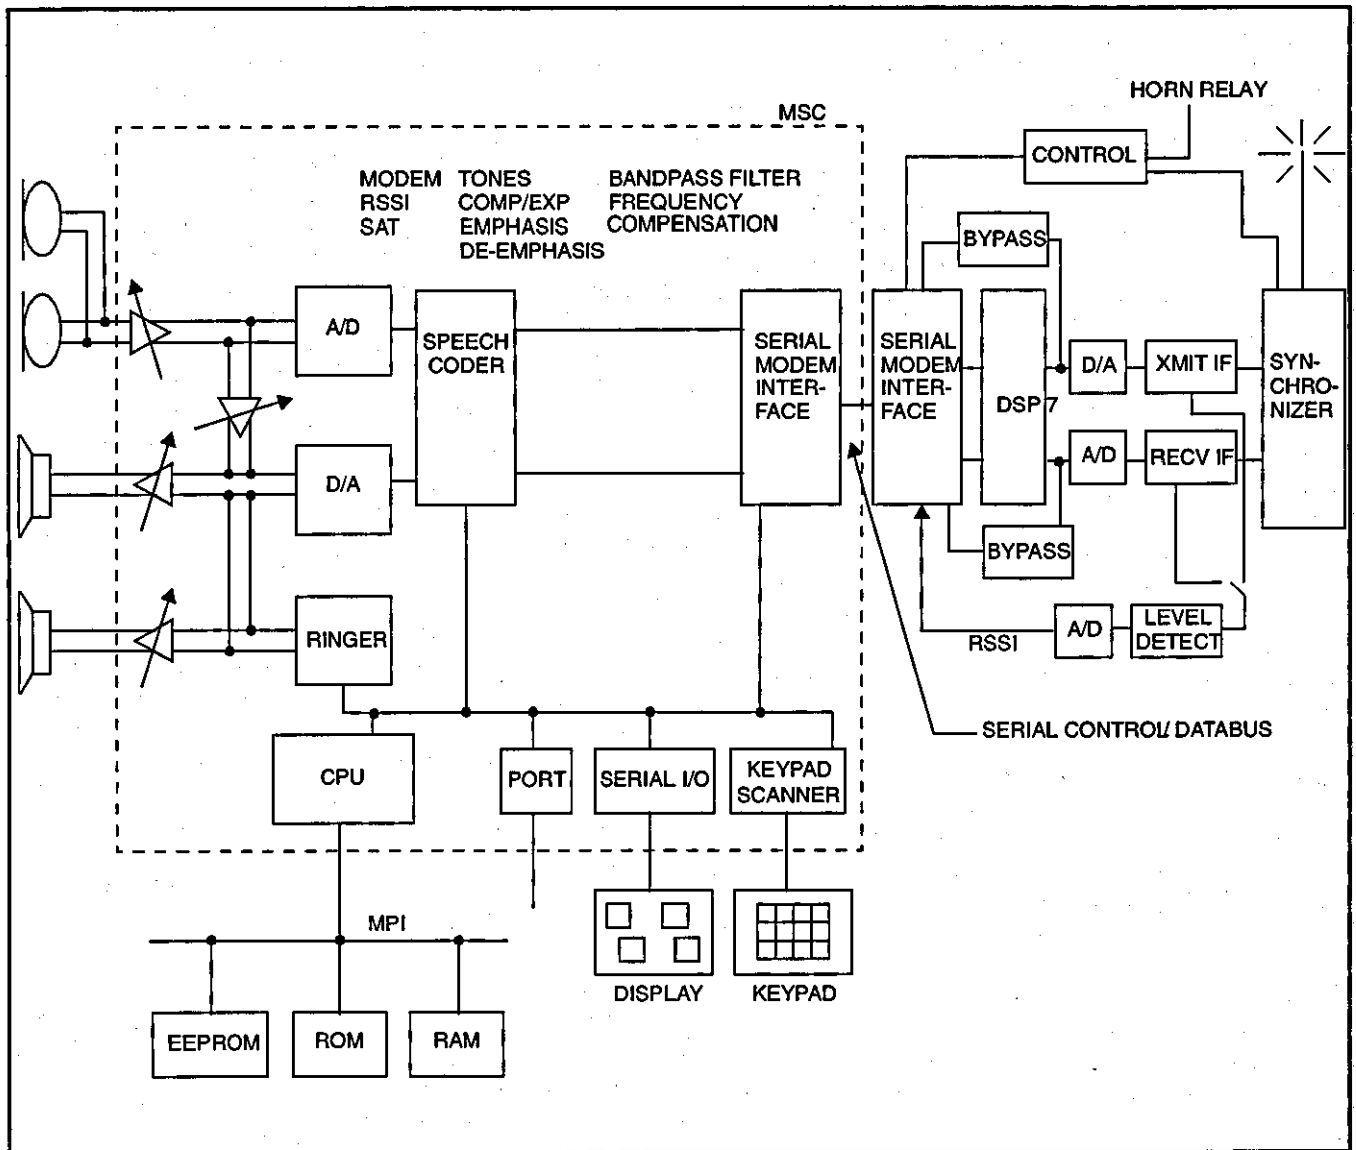 HORN RELAY
MSC
CONTROL
MODEM TONES BANDPASS FILTER
RSSI COMP/EXP FREQUENCY
SAT EMPHASIS COMPENSATION
DE-EMPHASIS
BYPASS
A/D
SPEECH
CODER
SERIAL
MODEM
INTER-
FACE
SERIAL
MODEM
INTER-
FACE
DSP 7
D/A
XMIT IF
SYN-
CHRO-
NIZER
D/A
A/D
RECV IF
BYPASS
RINGER
RSSI
A/D
LEVEL
DETECT
SERIAL CONTROL/ DATABUS
CPU
PORT
SERIAL I/O
KEYPAD
SCANNER
MPI
DISPLAY
KEYPAD
EEPROM
ROM
RAM